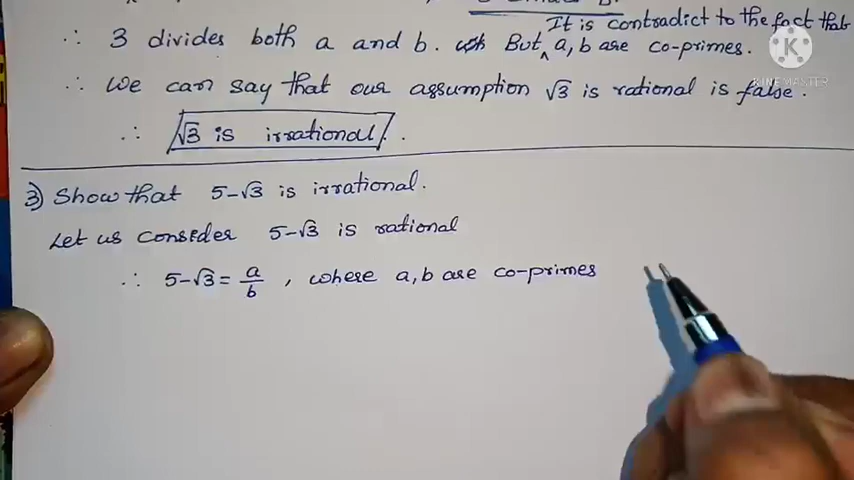 It is contradict to the fact that
∴ 3 divides both a and b. But, a, b are co-primes.
K
KINEMASTER
∴ We can say that our assumption √3 is rational is false.
∴ √3 is irrational.
3) Show that 5-√3 is irrational.
Let us consider 5-√3 is rational
∴ 5-√3 = a/b , where a, b are co-primes